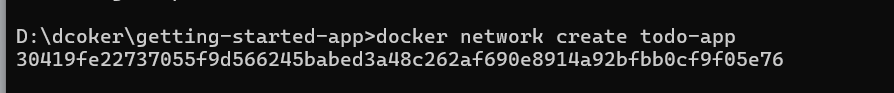 D:\dcoker\getting-started-app>docker network create todo-app
30419fe22737055f9d566245babed3a48c262af690e8914a92bfbb0cf9f05e76